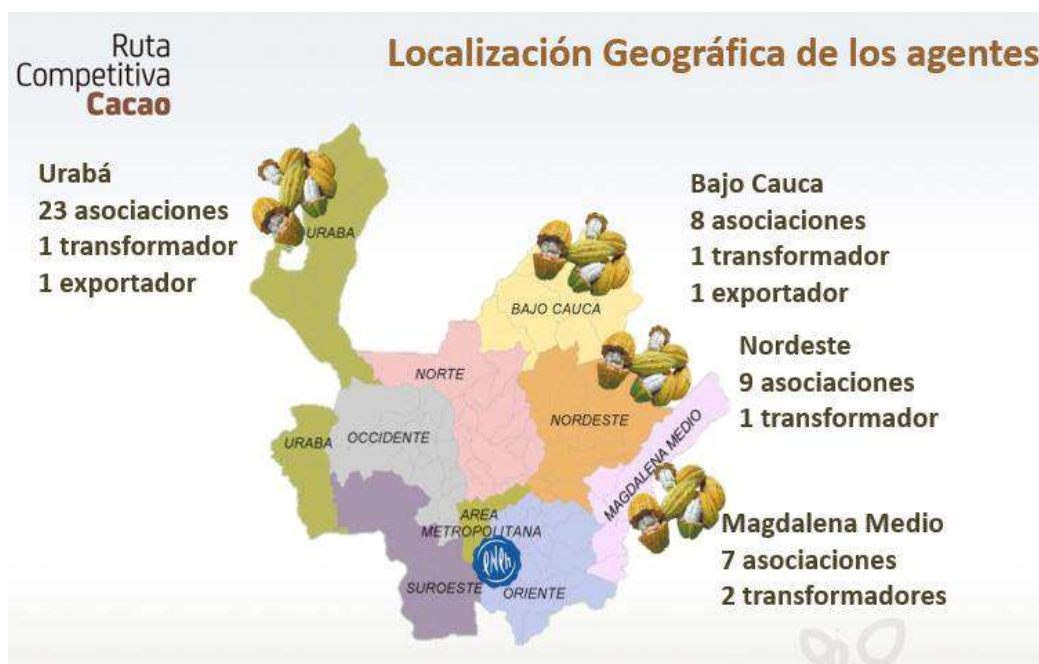 Ruta
Competitiva
Cacao
Localización Geográfica de los agentes
Urabá
23 asociaciones
1 transformador
1 exportador
Bajo Cauca
8 asociaciones
1 transformador
1 exportador
Nordeste
9 asociaciones
1 transformador
Magdalena Medio
7 asociaciones
2 transformadores
URABA
BAJO CAUCA
NORTE
NORDESTE
URABA
OCCIDENTE
MAGDALENA MEDIO
AREA
METROPOLITANA
SUROESTE
ORIENTE